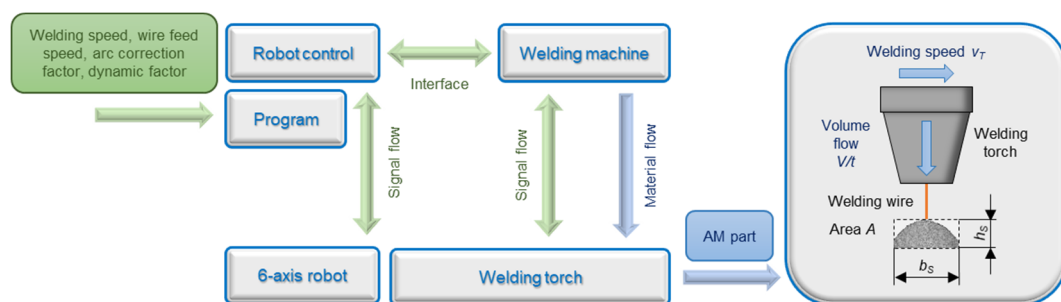 Welding speed, wire feed
speed, arc correction
factor, dynamic factor
Robot control
Program
Interface
Welding machine
Signal flow
Signal flow
Material flow
6-axis robot
Welding torch
AM part
Welding speed vT
Volume
flow
V/t
Welding
torch
Welding wire
Area A
hS
bS